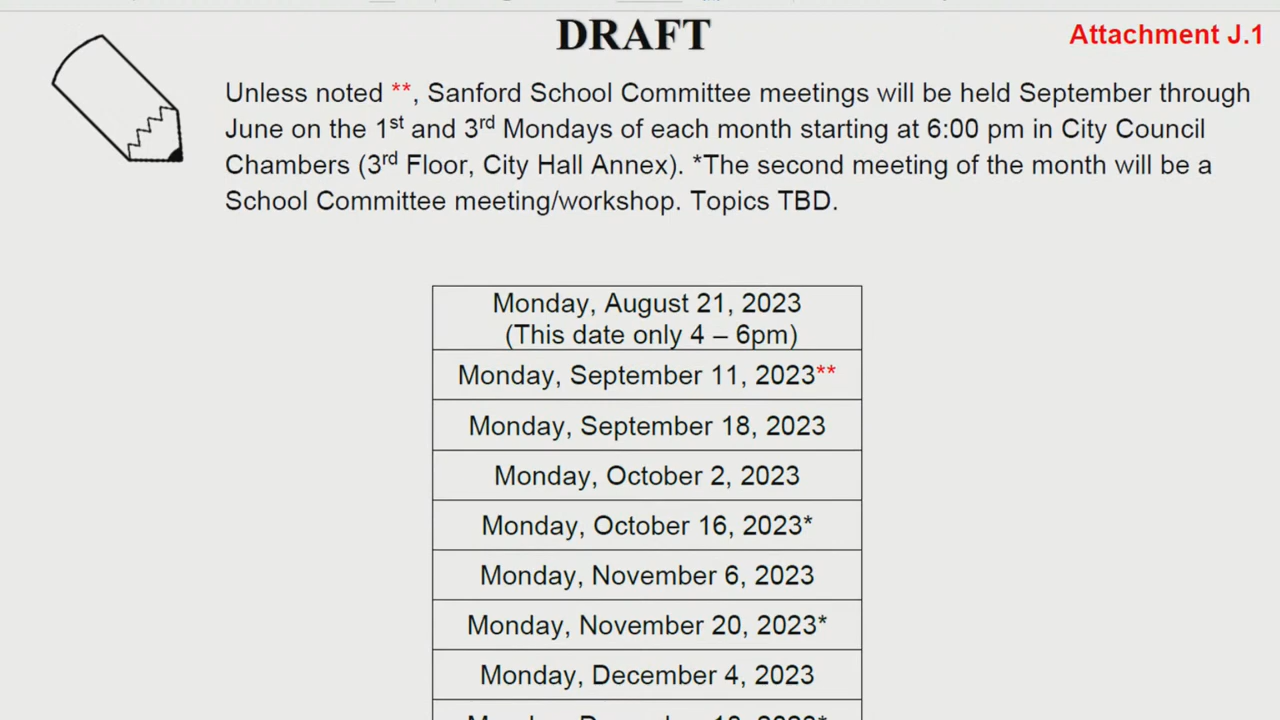 DRAFT
Attachment J.1
Unless noted **, Sanford School Committee meetings will be held September through
June on the 1st and 3rd Mondays of each month starting at 6:00 pm in City Council
Chambers (3rd Floor, City Hall Annex). *The second meeting of the month will be a
School Committee meeting/workshop. Topics TBD.
Monday, August 21, 2023
(This date only 4 – 6pm)
Monday, September 11, 2023**
Monday, September 18, 2023
Monday, October 2, 2023
Monday, October 16, 2023*
Monday, November 6, 2023
Monday, November 20, 2023*
Monday, December 4, 2023